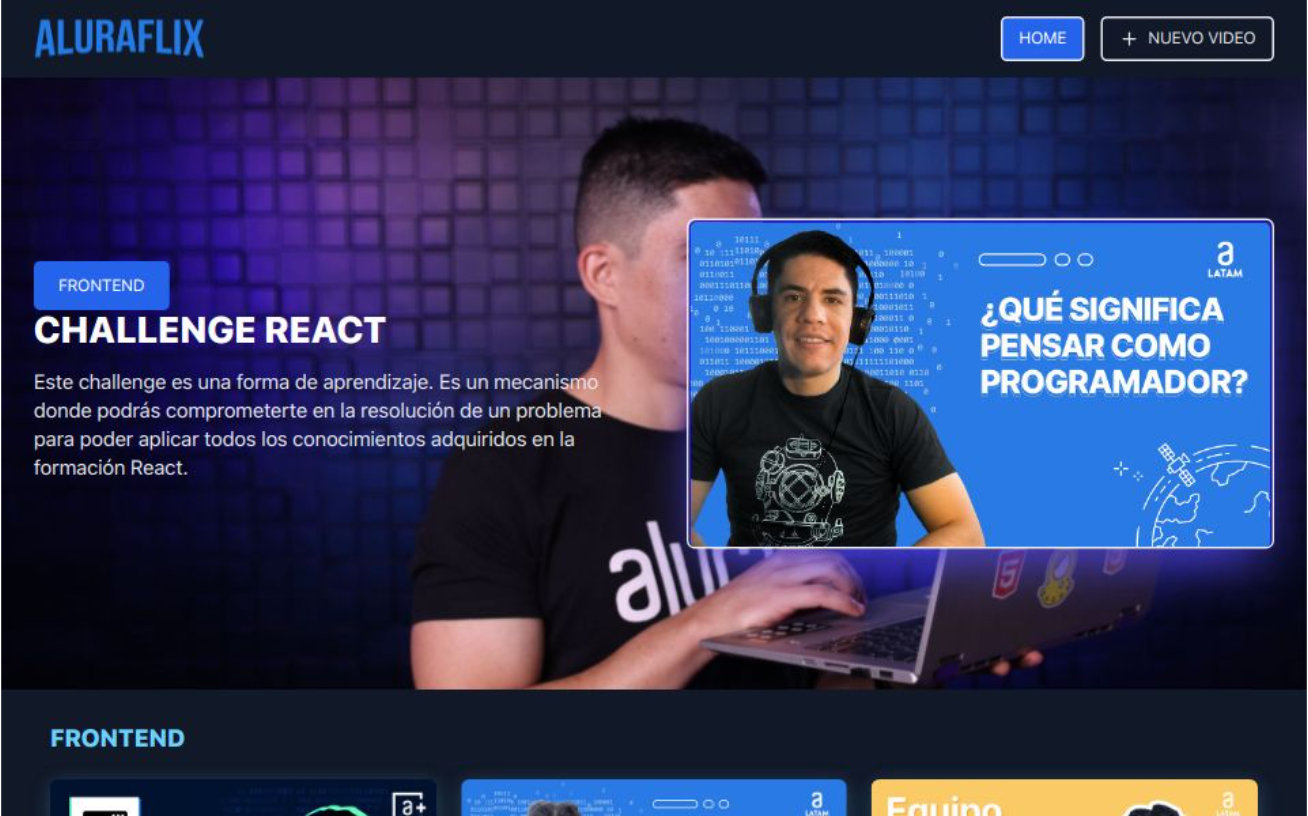 ALURAFLIX
HOME
+ NUEVO VIDEO
FRONTEND
CHALLENGE REACT
Este challenge es una forma de aprendizaje. Es un mecanismo
donde podrás comprometerte en la resolución de un problema
para poder aplicar todos los conocimientos adquiridos en la
formación React.
a
LATAM
¿QUÉ SIGNIFICA
PENSAR COMO
PROGRAMADOR?
alur
5
FRONTEND
a+
a
LATAM
Equipo
a
LATAM